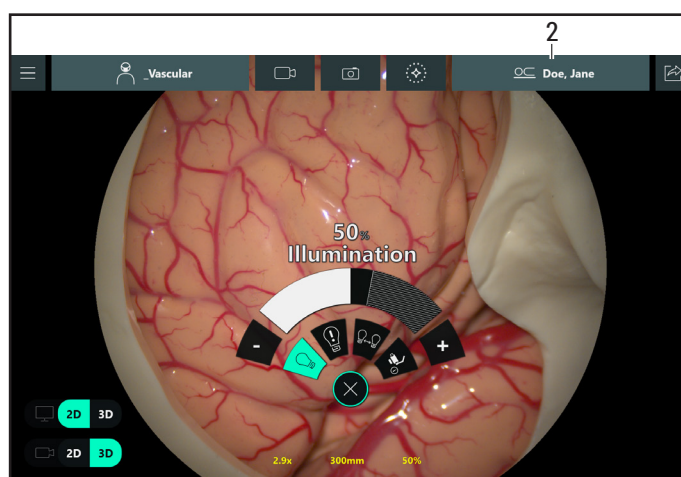 2
_Vascular
Doe, Jane
50%
Illumination
- +
2D 3D
2D 3D
2.9x 300mm 50%